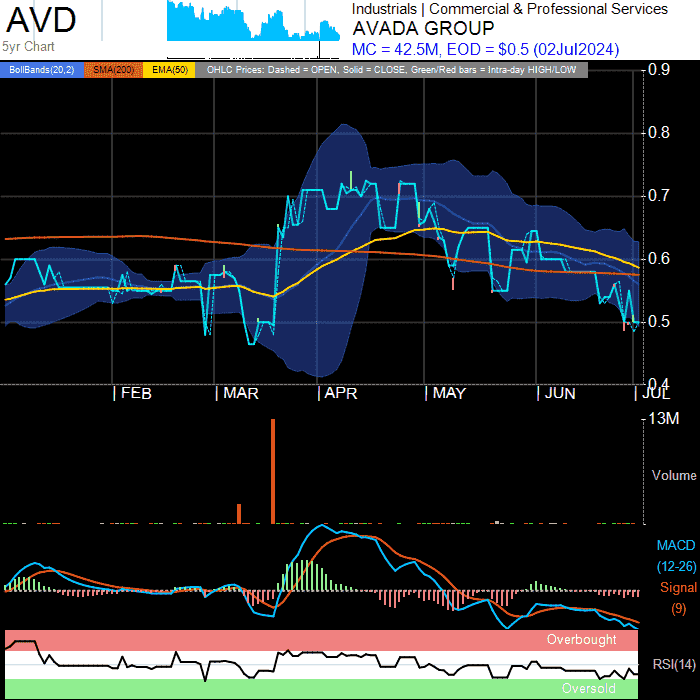 AVD
5yr Chart
Industrials | Commercial & Professional Services
AVADA GROUP
MC = 42.5M, EOD = $0.5 (02Jul2024)
BollBands(20,2) SMA(200) EMA(50) OHLC Prices: Dashed = OPEN, Solid = CLOSE, Green/Red bars = Intra-day HIGH/LOW
0.9
0.8
0.7
0.6
0.5
0.4
FEB MAR APR MAY JUN JUL
13M
Volume
MACD
(12-26)
Signal
(9)
Overbought
RSI(14)
Oversold